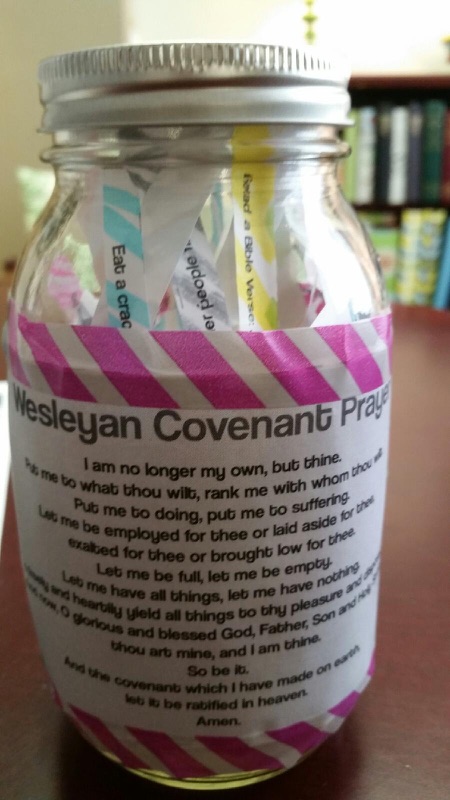 Eat a crac
er people
Read a Bible Verse:
Wesleyan Covenant Praye
I am no longer my own, but thine.
Put me to what thou wilt, rank me with whom thou wilt
Put me to doing, put me to suffering.
Let me be employed for thee or laid aside for thee,
exalted for thee or brought low for thee.
Let me be full, let me be empty.
Let me have all things, let me have nothing.
and heartily yield all things to thy pleasure and
now, O glorious and blessed God, Father, Son and Holy
thou art mine, and I am thine.
So be it.
And the covenant which I have made on earth,
let it be ratified in heaven.
Amen.